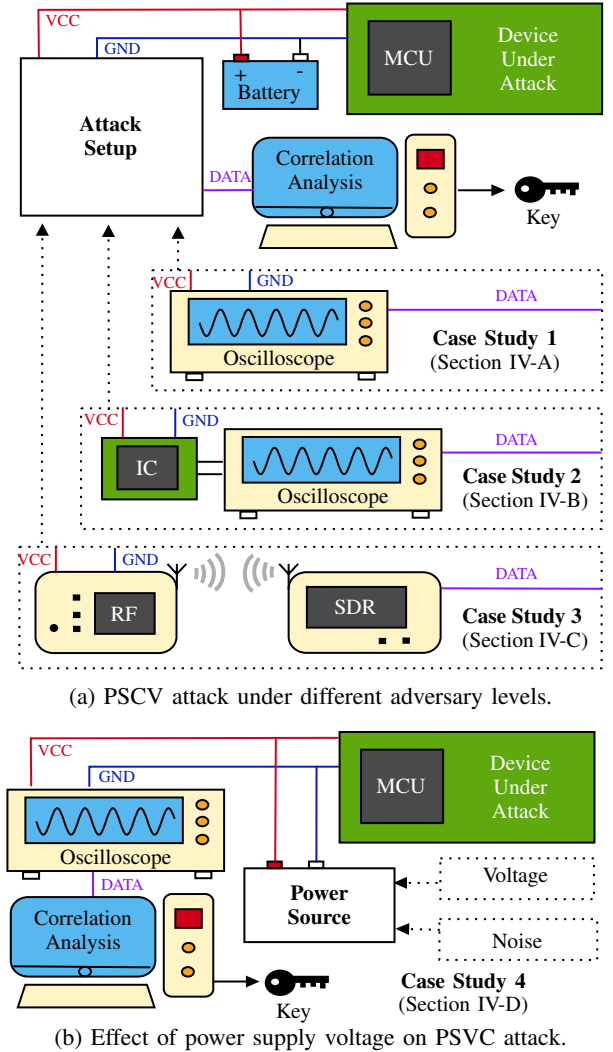 VCC
GND
Attack
Setup
+ -
Battery
MCU
Device
Under
Attack
DATA
Correlation
Analysis
Key
VCC
GND
DATA
Oscilloscope
Case Study 1
(Section IV-A)
VCC
GND
DATA
IC
Oscilloscope
Case Study 2
(Section IV-B)
VCC
GND
DATA
RF
SDR
Case Study 3
(Section IV-C)
(a) PSCV attack under different adversary levels.
VCC
GND
MCU
Device
Under
Attack
Oscilloscope
DATA
Correlation
Analysis
Key
Power
Source
Voltage
Noise
Case Study 4
(Section IV-D)
(b) Effect of power supply voltage on PSVC attack.